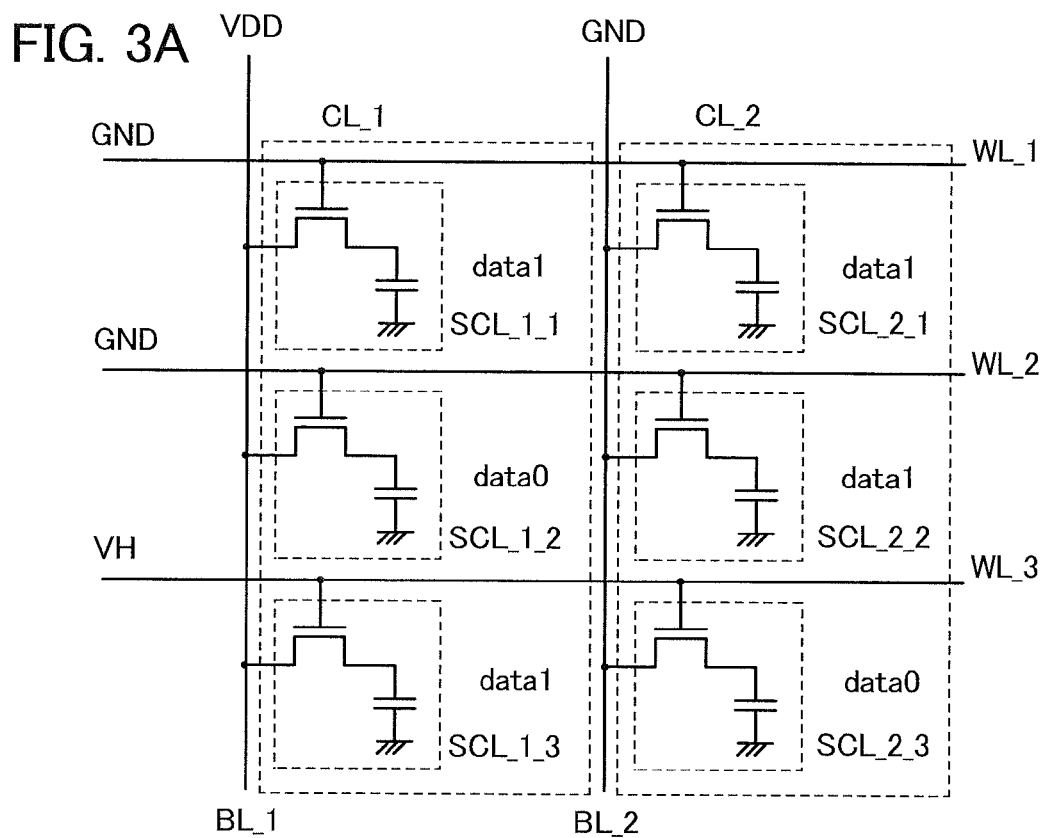 FIG. 3A
VDD
GND
CL_1
CL_2
GND
WL_1
data1
SCL_1_1
data1
SCL_2_1
GND
WL_2
data0
SCL_1_2
data1
SCL_2_2
VH
WL_3
data1
SCL_1_3
data0
SCL_2_3
BL_1
BL_2